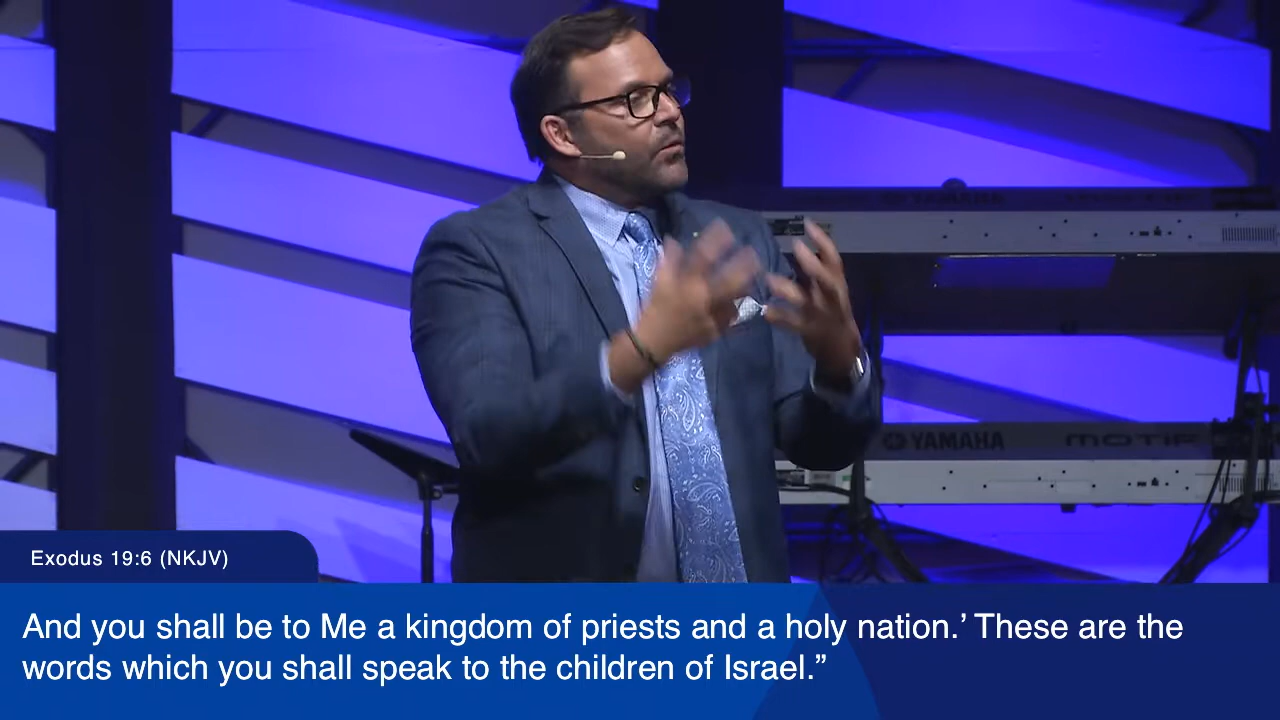 YAMAHA
MOTIF
Exodus 19:6 (NKJV)
And you shall be to Me a kingdom of priests and a holy nation.’ These are the
words which you shall speak to the children of Israel.”